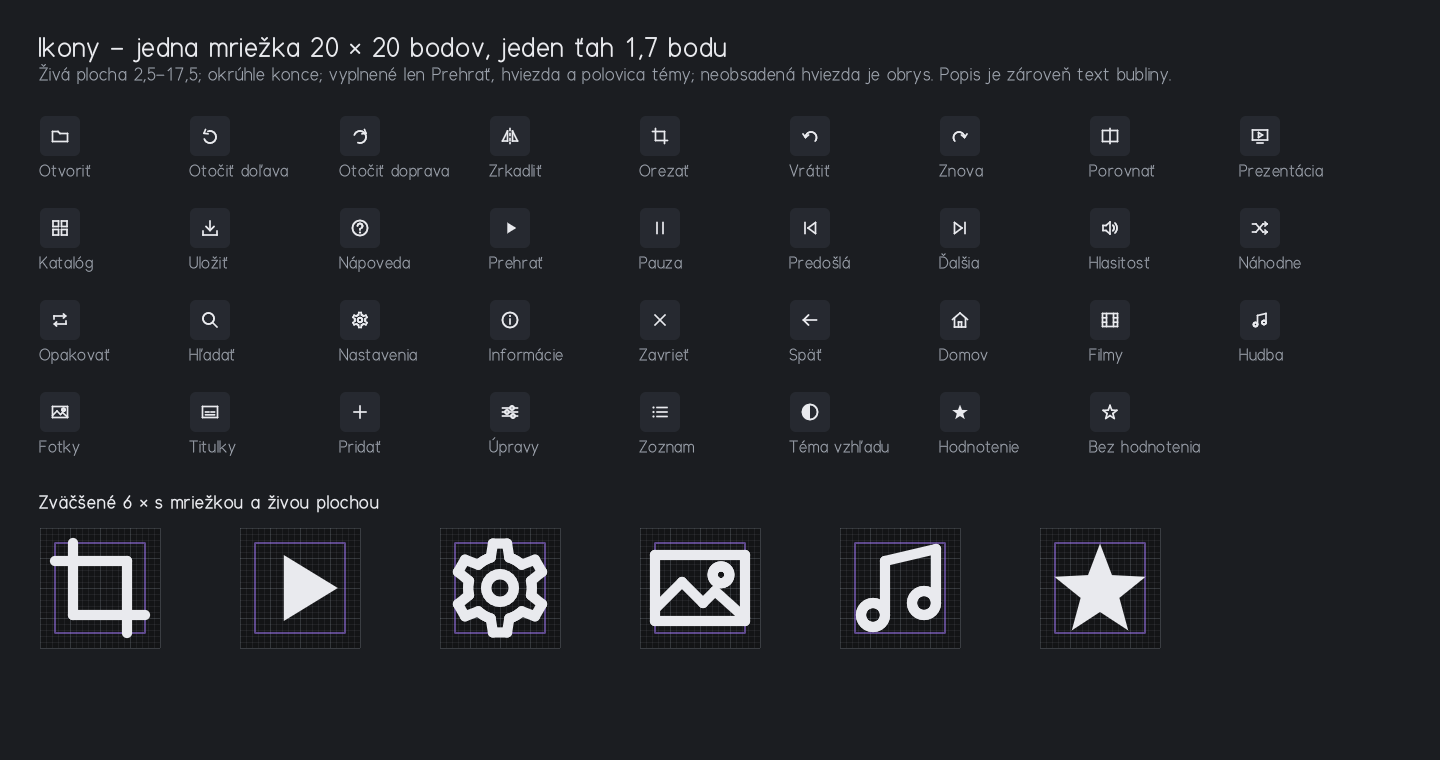 Ikony – jedna mriežka 20 × 20 bodov, jeden ťah 1,7 bodu
Živá plocha 2,5–17,5; okrúhle konce; vyplnené len Prehrať, hviezda a polovica témy; neobsadená hviezda je obrys. Popis je zároveň text bubliny.
Otvoriť Otočiť doľava Otočiť doprava Zrkadliť Orezať Vrátiť Znova Porovnať Prezentácia
Katalóg Uložiť Nápoveda Prehrať Pauza Predošlá Ďalšia Hlasitosť Náhodne
Opakovať Hľadať Nastavenia Informácie Zavrieť Späť Domov Filmy Hudba
Fotky Titulky Pridať Úpravy Zoznam Téma vzhľadu Hodnotenie Bez hodnotenia
Zväčšené 6 × s mriežkou a živou plochou